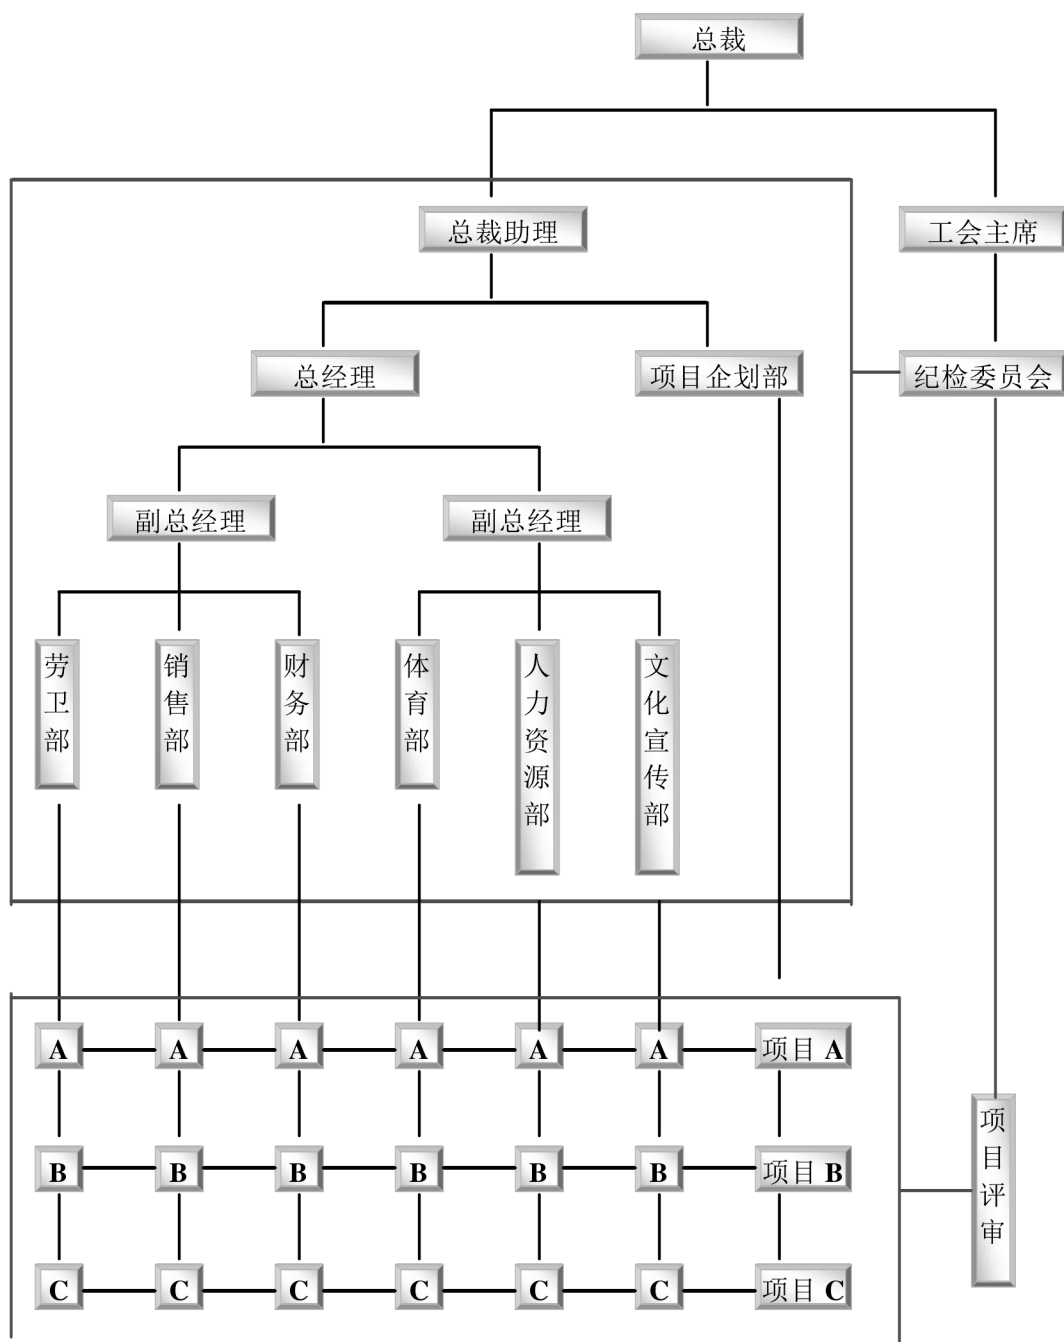 总裁
总裁助理
工会主席
总经理
项目企划部
纪检委员会
副总经理
副总经理
劳卫部
销售部
财务部
体育部
人力资源部
文化宣传部
A A A A A A 项目 A
B B B B B B 项目 B
C C C C C C 项目 C
项目评审